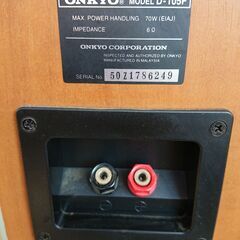 ONKYO® MODEL D-105F
MAX. POWER HANDLING 70W (EIAJ)
IMPEDANCE 6Ω
ONKYO CORPORATION
INSPECTED AND AUTHORIZED BY ONKYO
MANUFACTURED IN MALAYSIA
SERIAL No. 50Z1786249